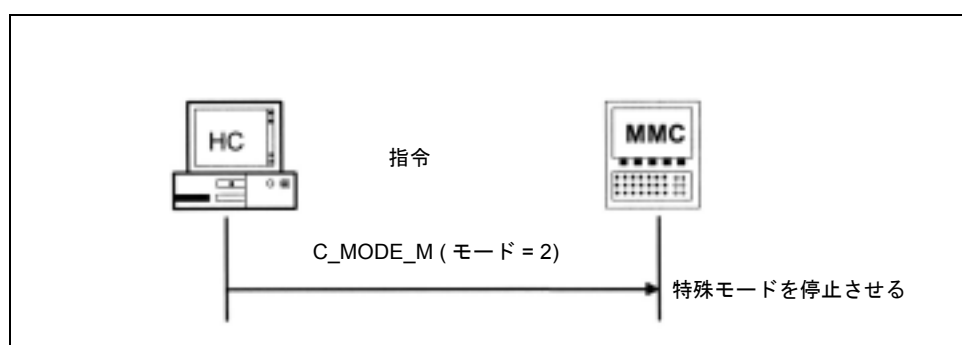 HC
MMC
指令
C_MODE_M ( モード = 2)
特殊モードを停止させる